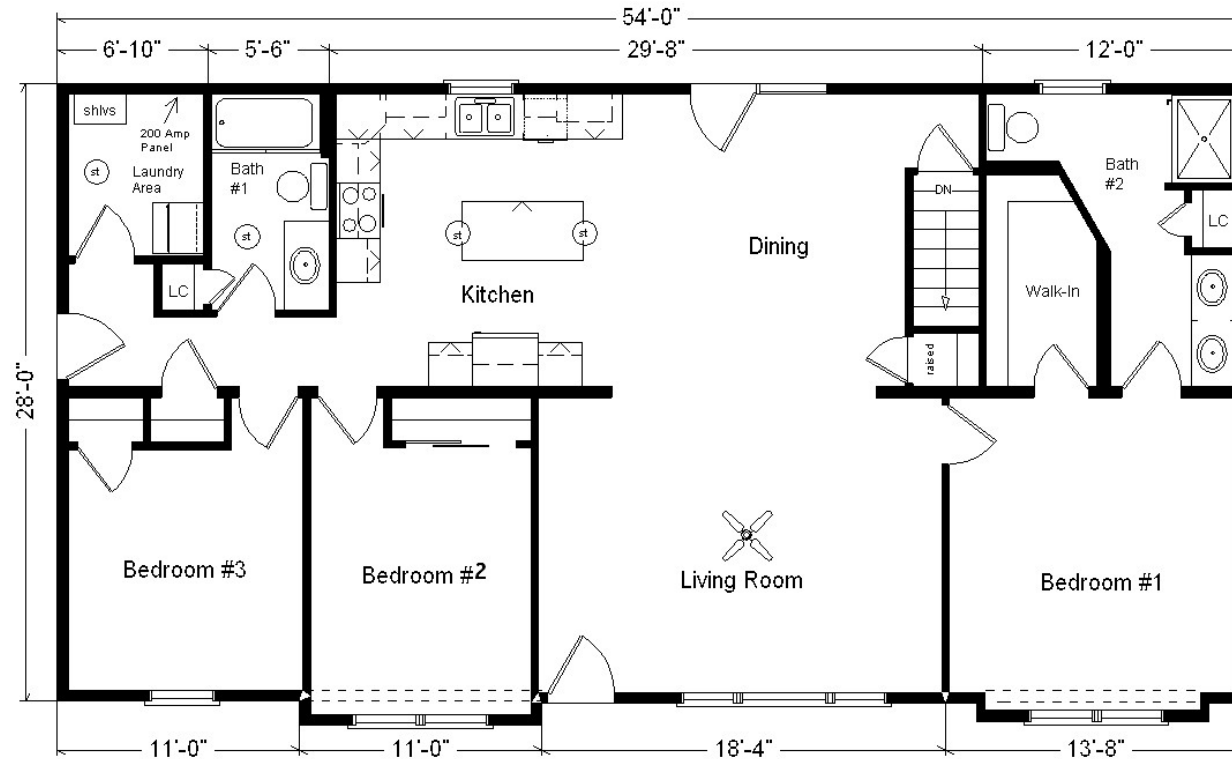 54'-0"
6'-10"
5'-6"
29'-8"
12'-0"
shlvs
200 Amp
Panel
st
Laundry
Area
Bath
#1
st
LC
st
st
Kitchen
Dining
DN
raised
Bath
#2
LC
Walk-In
28'-0"
Bedroom #3
Bedroom #2
Living Room
Bedroom #1
11'-0"
11'-0"
18'-4"
13'-8"